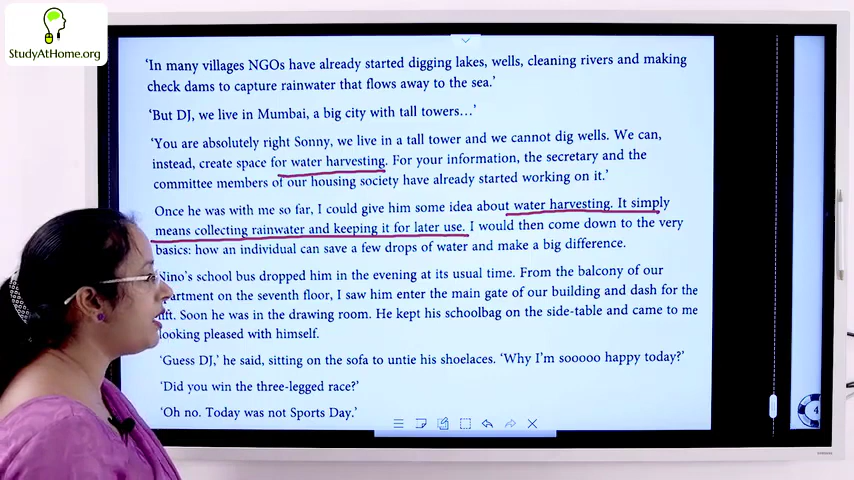 StudyAtHome.org
‘In many villages NGOs have already started digging lakes, wells, cleaning rivers and making
check dams to capture rainwater that flows away to the sea.’
‘But DJ, we live in Mumbai, a big city with tall towers…’
‘You are absolutely right Sonny, we live in a tall tower and we cannot dig wells. We can,
instead, create space for water harvesting. For your information, the secretary and the
committee members of our housing society have already started working on it.’
Once he was with me so far, I could give him some idea about water harvesting. It simply
means collecting rainwater and keeping it for later use. I would then come down to the very
basics: how an individual can save a few drops of water and make a big difference.
Nino’s school bus dropped him in the evening at its usual time. From the balcony of our
apartment on the seventh floor, I saw him enter the main gate of our building and dash for the
lift. Soon he was in the drawing room. He kept his schoolbag on the side-table and came to me
looking pleased with himself.
‘Guess DJ,’ he said, sitting on the sofa to untie his shoelaces. ‘Why I’m sooooo happy today?’
‘Did you win the three-legged race?’
‘Oh no. Today was not Sports Day.’
4